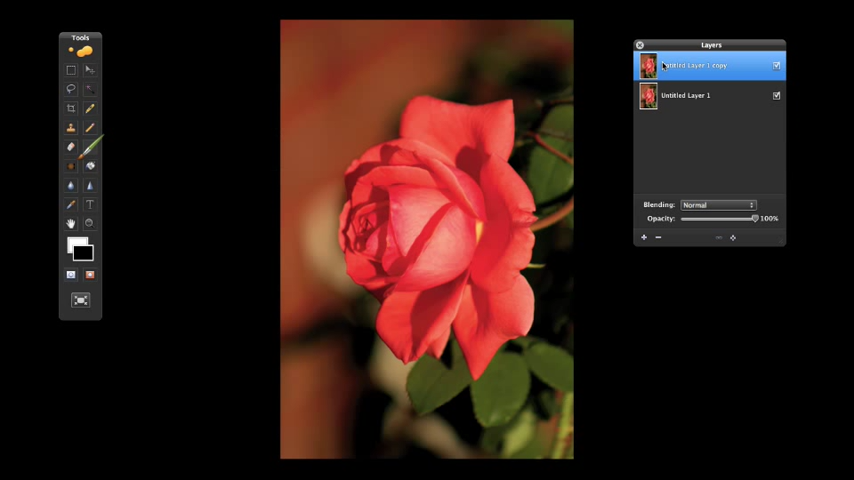 Tools
Layers
Untitled Layer 1 copy
Untitled Layer 1
Blending: Normal
Opacity: 100%
T